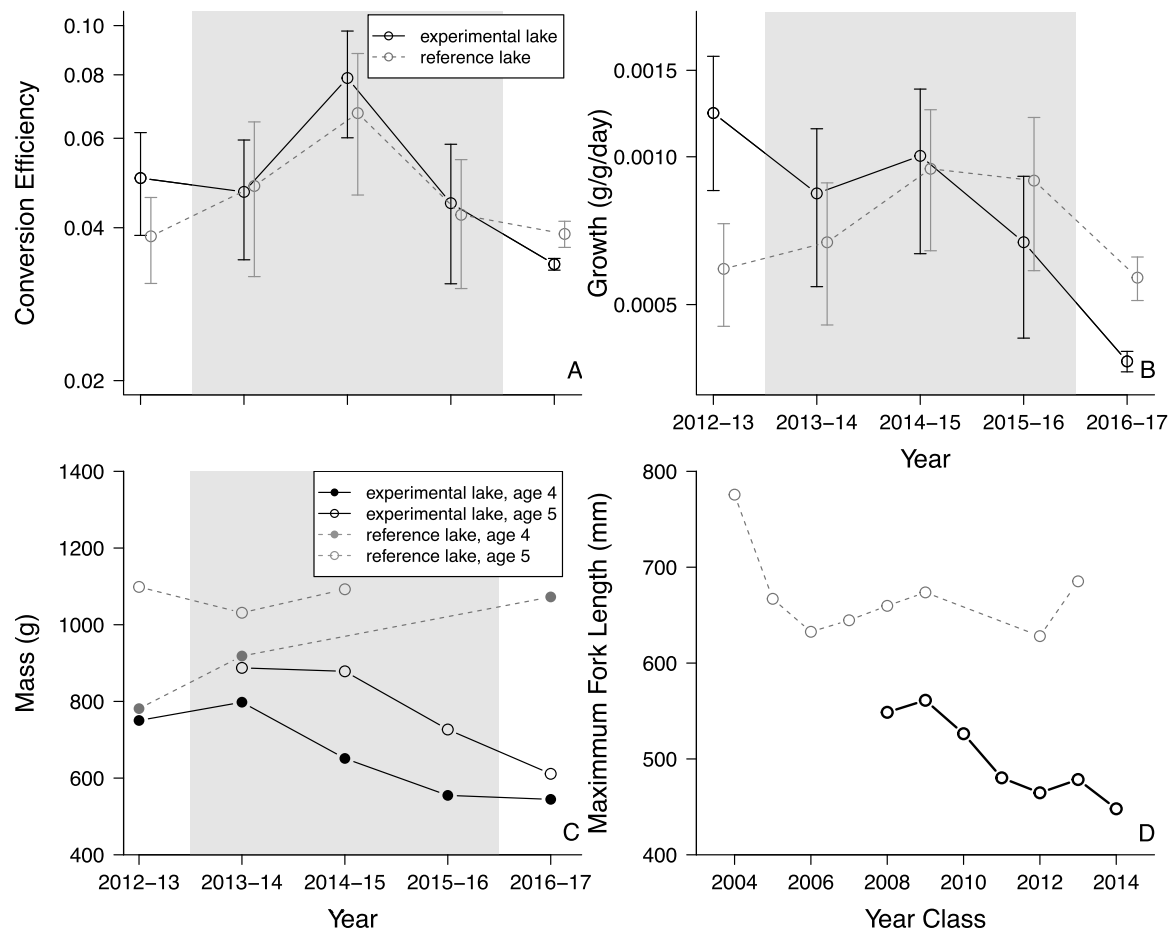 0.10
0.08
0.06
0.04
0.02
Conversion Efficiency
experimental lake
reference lake
A
0.0015
0.0010
0.0005
Growth (g/g/day)
B
2012–13 2013–14 2014–15 2015–16 2016–17
Year
1400
1200
1000
800
600
400
Mass (g)
experimental lake, age 4
experimental lake, age 5
reference lake, age 4
reference lake, age 5
C
2012–13 2013–14 2014–15 2015–16 2016–17
Year
800
700
600
500
400
Maximmum Fork Length (mm)
D
2004 2006 2008 2010 2012 2014
Year Class